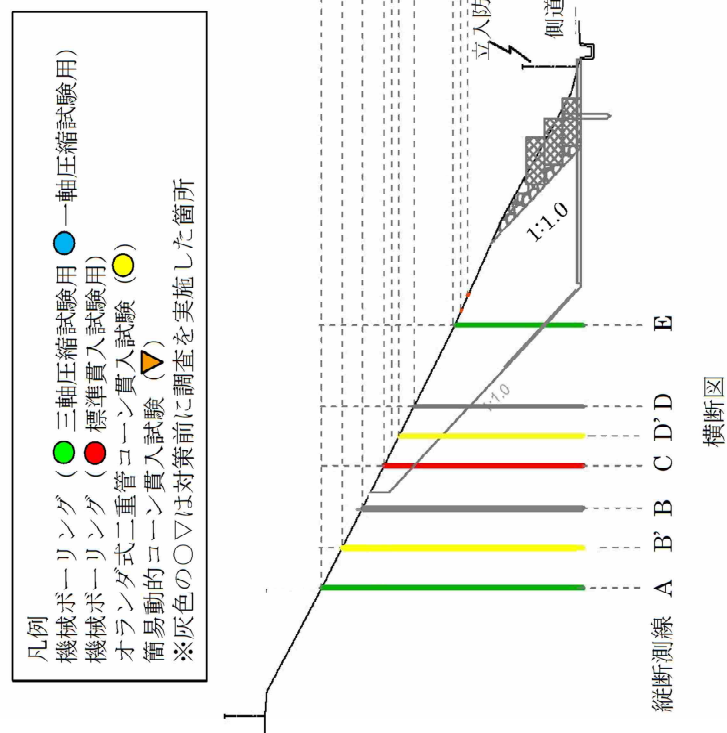 凡例
機械ボーリング (●三軸圧縮試験用 ●一軸圧縮試験用)
機械ボーリング (●標準貫入試験用)
オランダ式二重管コーン貫入試験 (○)
簡易動的コーン貫入試験 (▽)
※灰色の○▽は対策前に調査を実施した箇所
立入防
側道
1:1.0
1:1.0
縦断測線 A B' B C D' D E
横断図